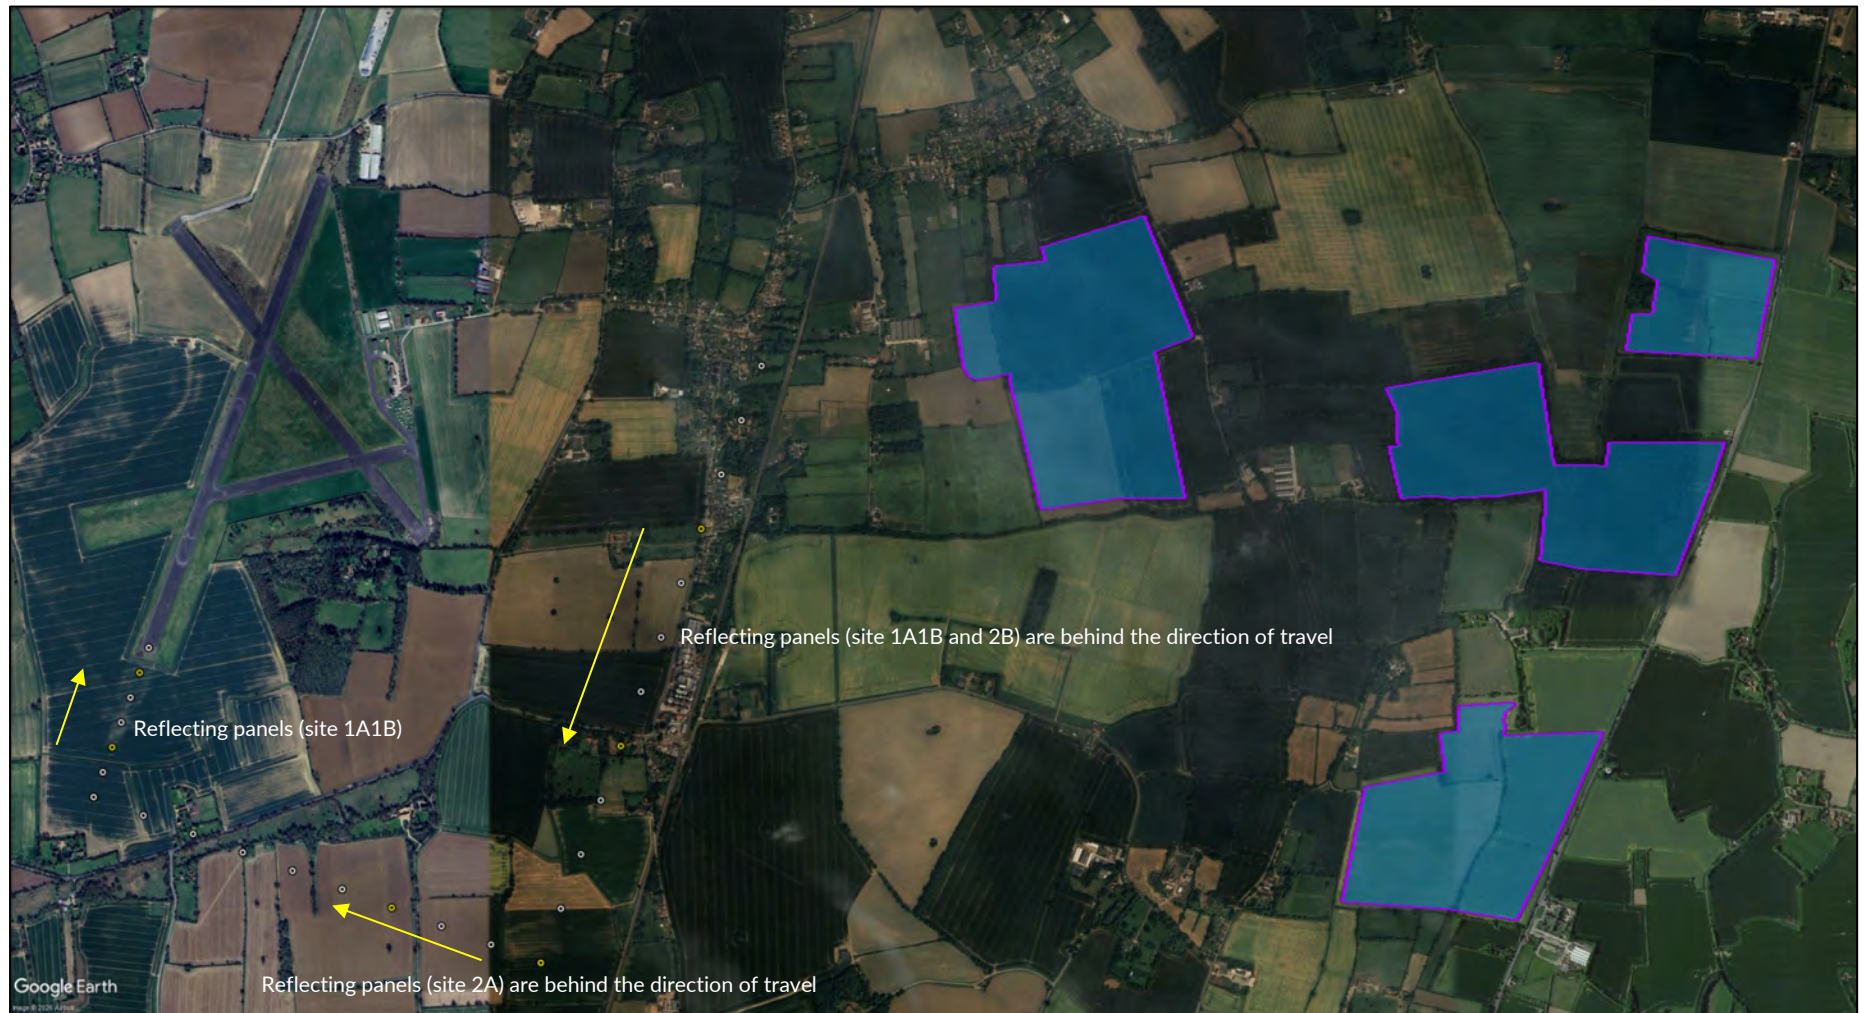 Reflecting panels (site 1A1B and 2B) are behind the direction of travel
Reflecting panels (site 1A1B)
Reflecting panels (site 2A) are behind the direction of travel
Google Earth